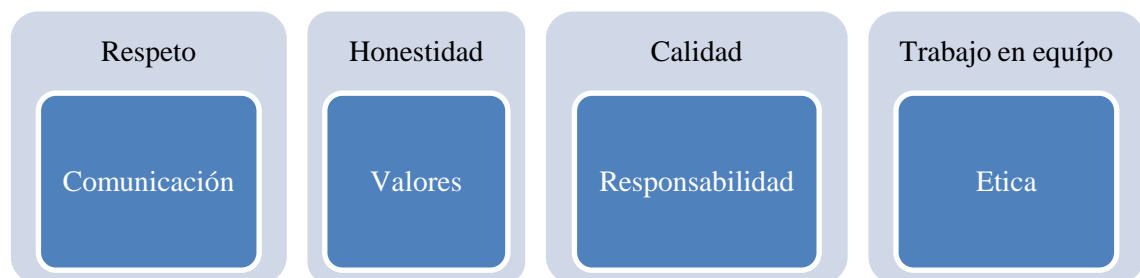 Respeto
Honestidad
Calidad
Trabajo en equípo
Comunicación
Valores
Responsabilidad
Etica